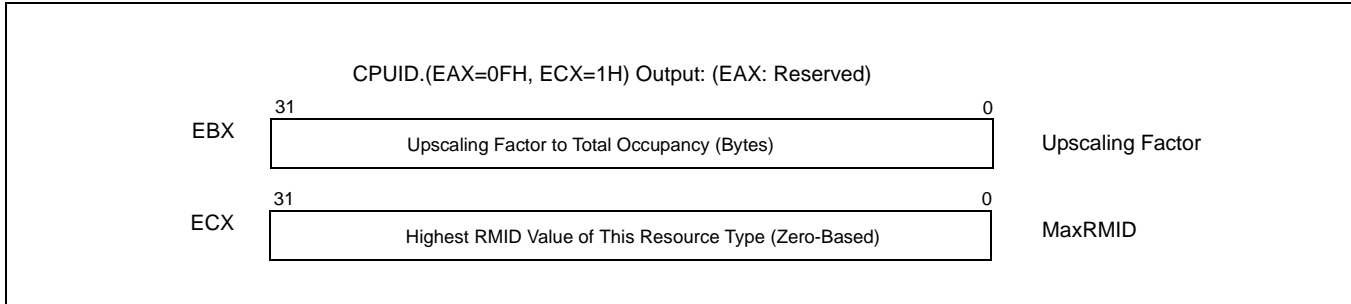 CPUID.(EAX=0FH, ECX=1H) Output: (EAX: Reserved)
31 0
EBX Upscaling Factor to Total Occupancy (Bytes) Upscaling Factor
31 0
ECX Highest RMID Value of This Resource Type (Zero-Based) MaxRMID